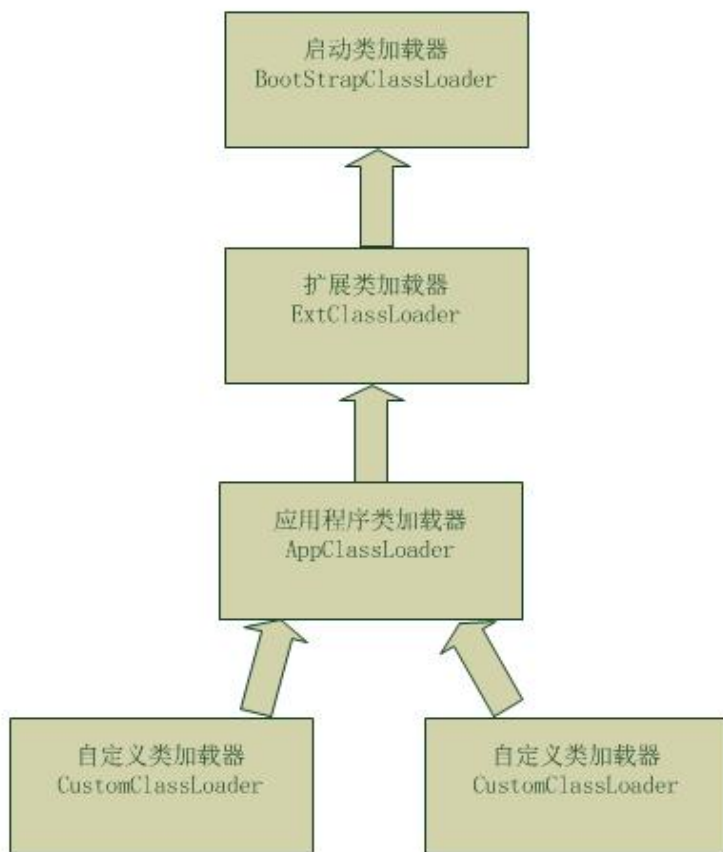 启动类加载器
BootStrapClassLoader
扩展类加载器
ExtClassLoader
应用程序类加载器
AppClassLoader
自定义类加载器
CustomClassLoader
自定义类加载器
CustomClassLoader